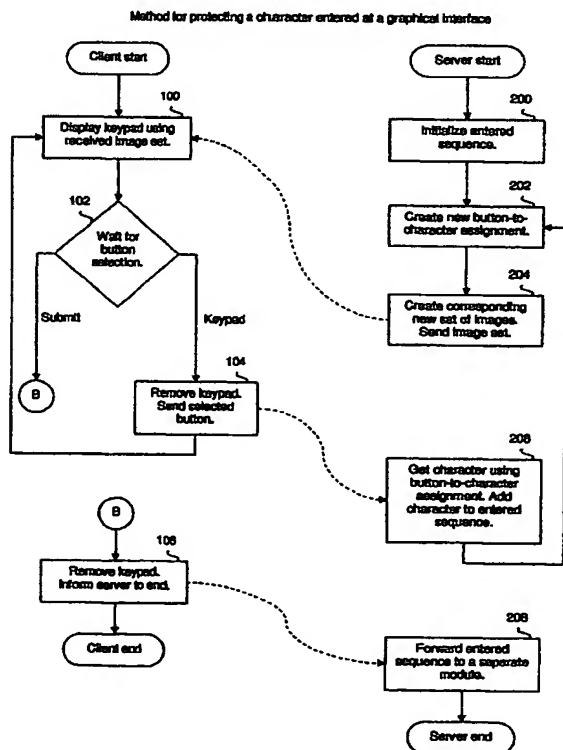 Method for protecting a character entered at a graphical interface
Client start
100
Display keypad using
received image set.
102
Wait for
button
selection.
Submit
Keypad
B
104
Remove keypad.
Send selected
button.
B
106
Remove keypad.
Inform server to end.
Client end
Server start
200
Initialize entered
sequence.
202
Create new button-to-
character assignment.
204
Create corresponding
new set of images.
Send image set.
206
Get character using
button-to-character
assignment. Add
character to entered
sequence.
208
Forward entered
sequence to a separate
module.
Server end